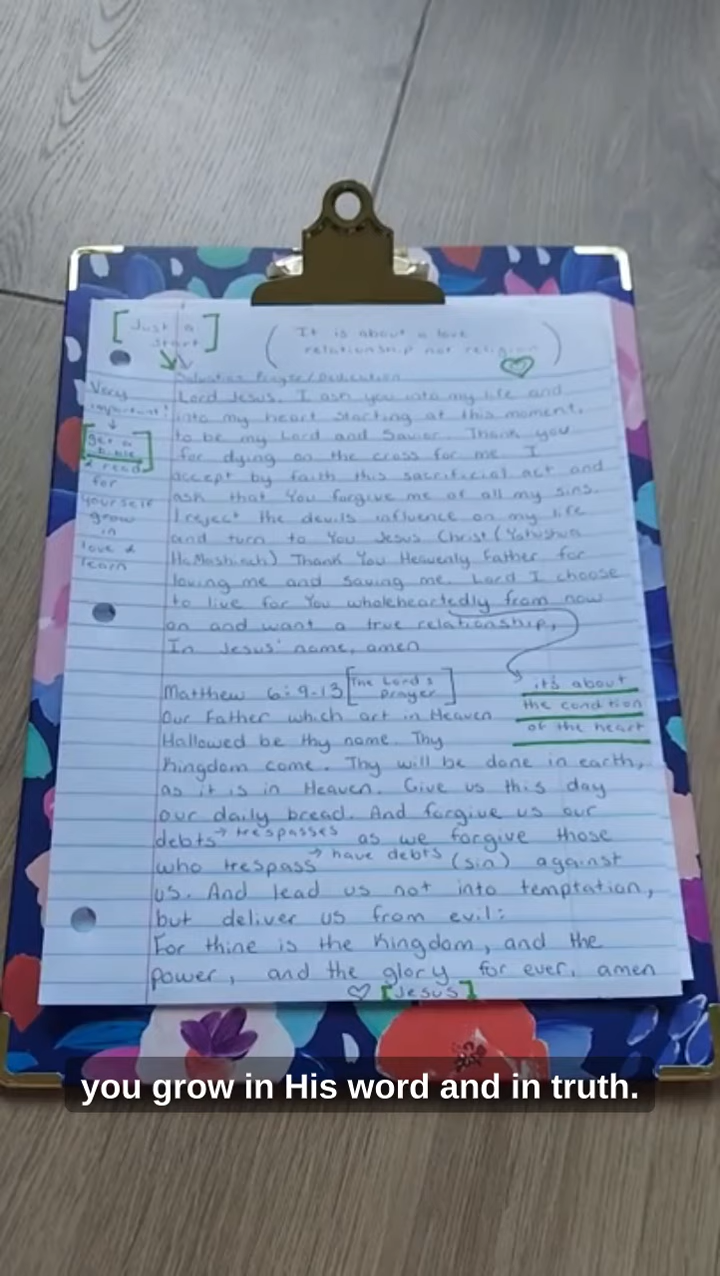 [Just a
start]
(It is about a love
relationship not religion)
Salvation Prayer/Dedication
Lord Jesus, I ask you into my life and
into my heart starting at this moment,
to be my Lord and Savior. Thank you
for dying on the cross for me. I
accept by faith this sacrificial act and
ask that You forgive me of all my sins.
I reject the devils influence on my life
and turn to You Jesus Christ (Yahushua
HaMashiach) Thank You Heavenly Father for
loving me and saving me. Lord I choose
to live for You wholeheartedly from now
on and want a true relationship,
In Jesus' name, amen
Very
important!
[get a
bible]
& read
for
yourself
grow
in
love &
learn
it's about
the condition
of the heart
Matthew 6:9-13 [The Lord's
Prayer]
Our Father which art in Heaven
Hallowed be thy name. Thy
Kingdom come. Thy will be done in earth,
as it is in Heaven. Give us this day
our daily bread. And forgive us our
debts → trespasses as we forgive those
who trespass → have debts (sin) against
us. And lead us not into temptation,
but deliver us from evil:
For thine is the Kingdom, and the
power, and the glory for ever, amen
♡ [Jesus]
you grow in His word and in truth.